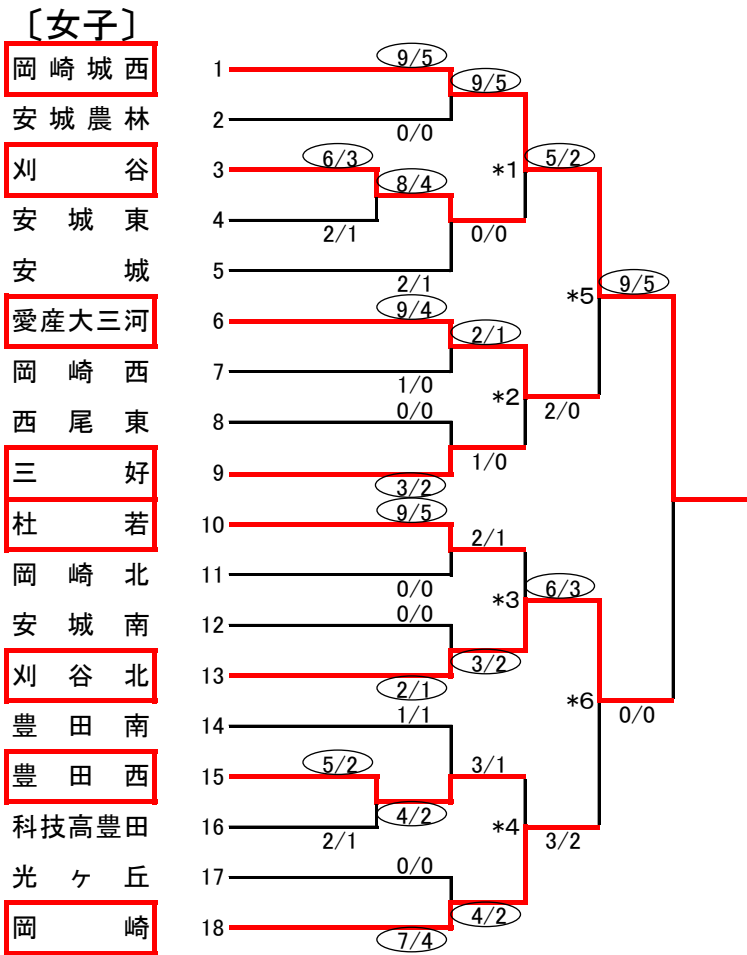 〔女子〕
岡崎城西 1 9/5 9/5
安城農林 2 0/0
刈谷 3 6/3 8/4 *1 5/2
安城東 4 2/1 0/0
安城 5 2/1 *5 9/5
愛産大三河 6 9/4 2/1
岡崎西 7 1/0 *2 2/0
西尾東 8 0/0
三好 9 3/2 1/0
杜若 10 9/5 2/1
岡崎北 11 0/0 *3 6/3
安城南 12 0/0
刈谷北 13 2/1 3/2 *6 0/0
豊田南 14 1/1
豊田西 15 5/2 4/2 3/1
科技高豊田 16 2/1 *4 3/2
光ヶ丘 17 0/0
岡崎 18 7/4 4/2